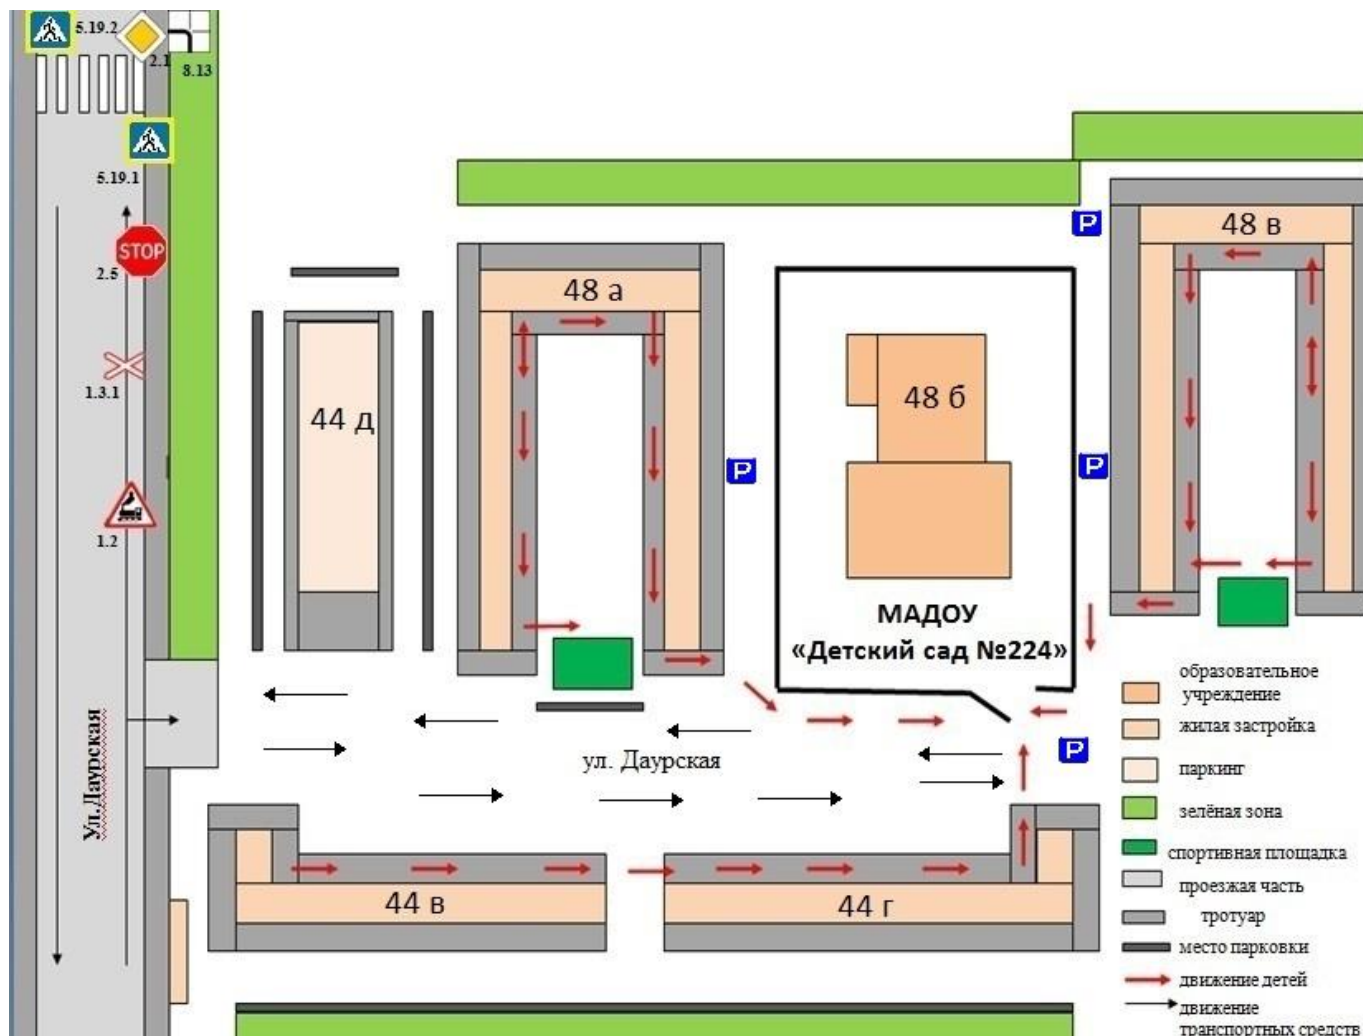 5.19.2
2.1
8.13
5.19.1
STOP
2.5
1.3.1
1.2
Ул.Даурская
44 д
48 а
48 б
48 в
P
P
P
P
МАДОУ
«Детский сад №224»
ул. Даурская
44 в
44 г
образовательное
учреждение
жилая застройка
паркинг
зелёная зона
спортивная площадка
проезжая часть
тротуар
место парковки
движение детей
движение
транспортных средств